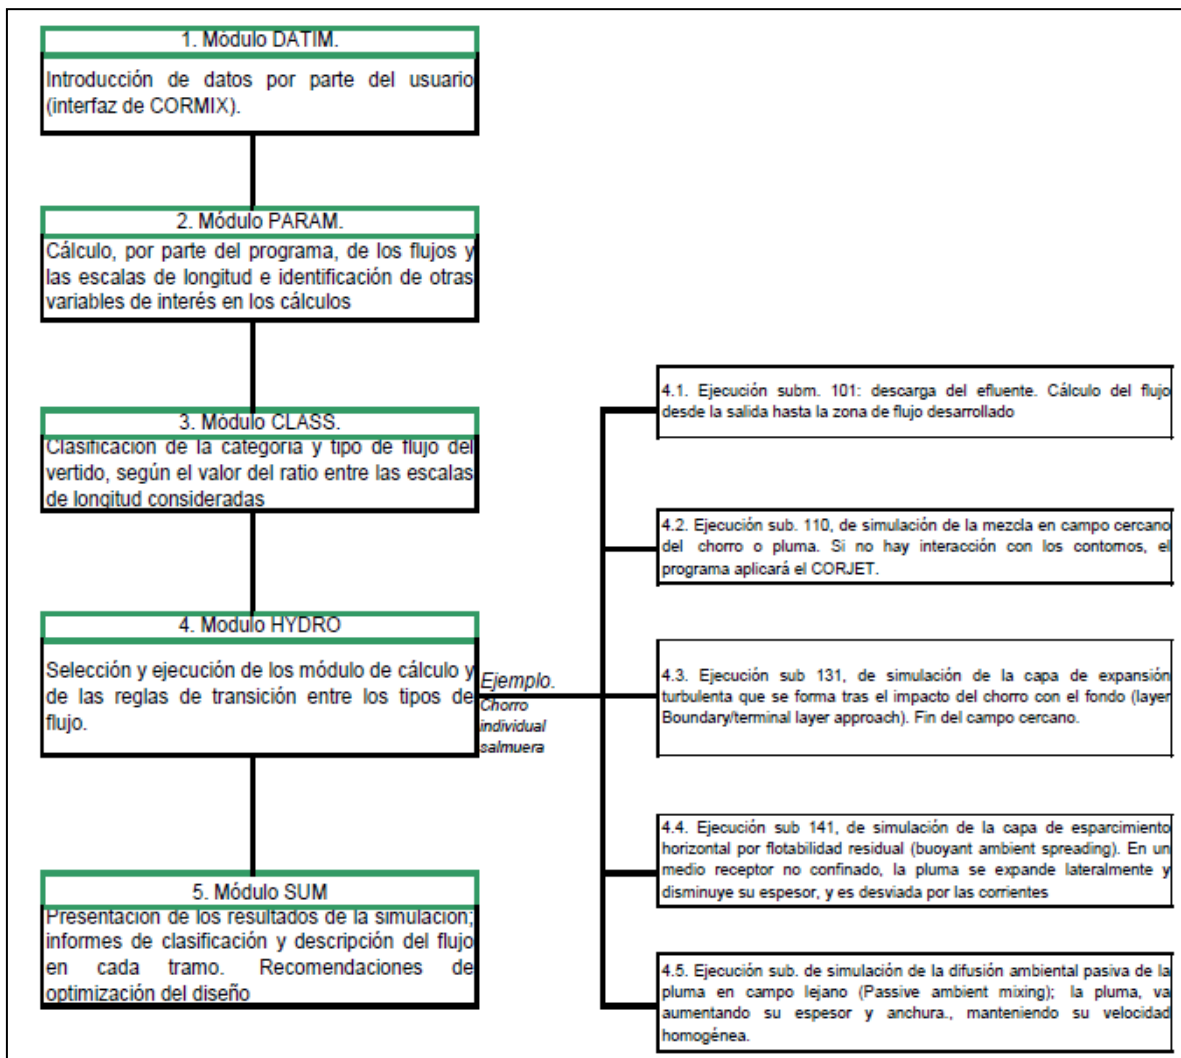 1. Módulo DATIM.
Introducción de datos por parte del usuario
(interfaz de CORMIX).
2. Módulo PARAM.
Cálculo, por parte del programa, de los flujos y
las escalas de longitud e identificación de otras
variables de interés en los cálculos
3. Módulo CLASS.
Clasificación de la categoría y tipo de flujo del
vertido, según el valor del ratio entre las escalas
de longitud consideradas
4. Modulo HYDRO
Selección y ejecución de los módulo de cálculo y
de las reglas de transición entre los tipos de
flujo.
Ejemplo.
Chorro
individual
salmuera
5. Módulo SUM
Presentación de los resultados de la simulación;
informes de clasificación y descripción del flujo
en cada tramo. Recomendaciones de
optimización del diseño
4.1. Ejecución subm. 101: descarga del efluente. Cálculo del flujo
desde la salida hasta la zona de flujo desarrollado
4.2. Ejecución sub. 110, de simulación de la mezcla en campo cercano
del chorro o pluma. Si no hay interacción con los contornos, el
programa aplicará el CORJET.
4.3. Ejecución sub 131, de simulación de la capa de expansión
turbulenta que se forma tras el impacto del chorro con el fondo (layer
Boundary/terminal layer approach). Fin del campo cercano.
4.4. Ejecución sub 141, de simulación de la capa de esparcimiento
horizontal por flotabilidad residual (buoyant ambient spreading). En un
medio receptor no confinado, la pluma se expande lateralmente y
disminuye su espesor, y es desviada por las corrientes
4.5. Ejecución sub. de simulación de la difusión ambiental pasiva de la
pluma en campo lejano (Passive ambient mixing); la pluma, va
aumentando su espesor y anchura., manteniendo su velocidad
homogénea.